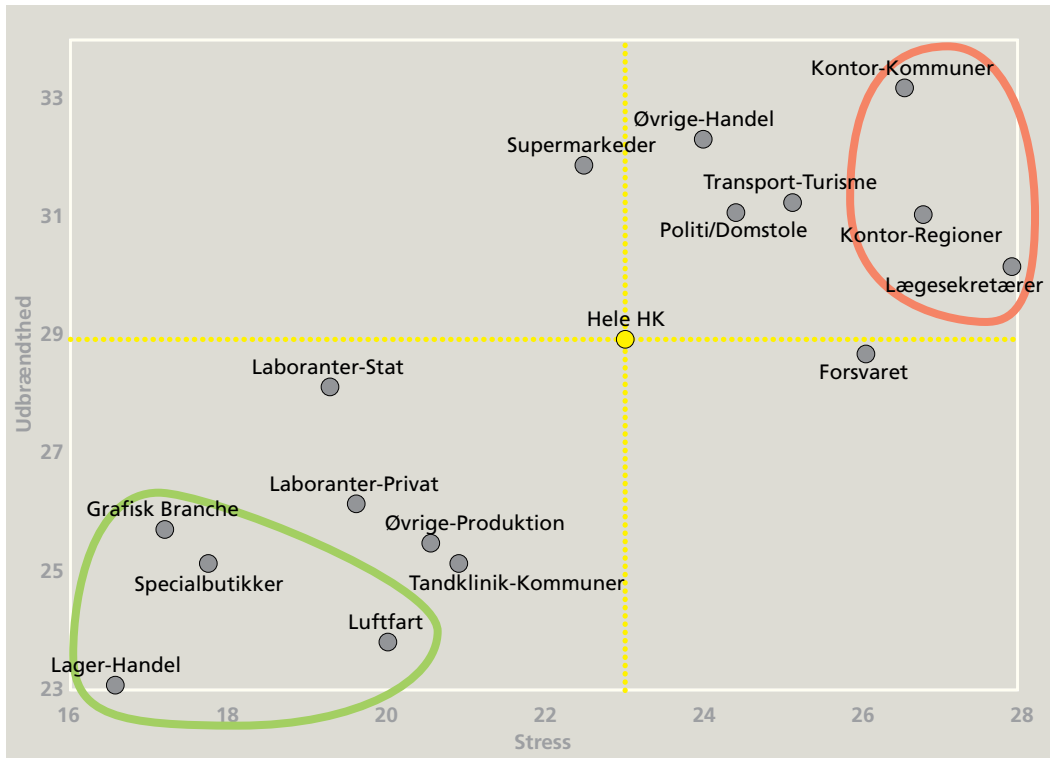 Kontor-Kommuner
33
Øvrige-Handel
Supermarkeder
Transport-Turisme
31
Politi/Domstole
Kontor-Regioner
Lægesekretærer
Hele HK
29
Laboranter-Stat
Forsvaret
Udbrændthed
27
Laboranter-Privat
Grafisk Branche
Øvrige-Produktion
25
Specialbutikker
Tandklinik-Kommuner
Luftfart
Lager-Handel
23
16 18 20 22 24 26 28
Stress